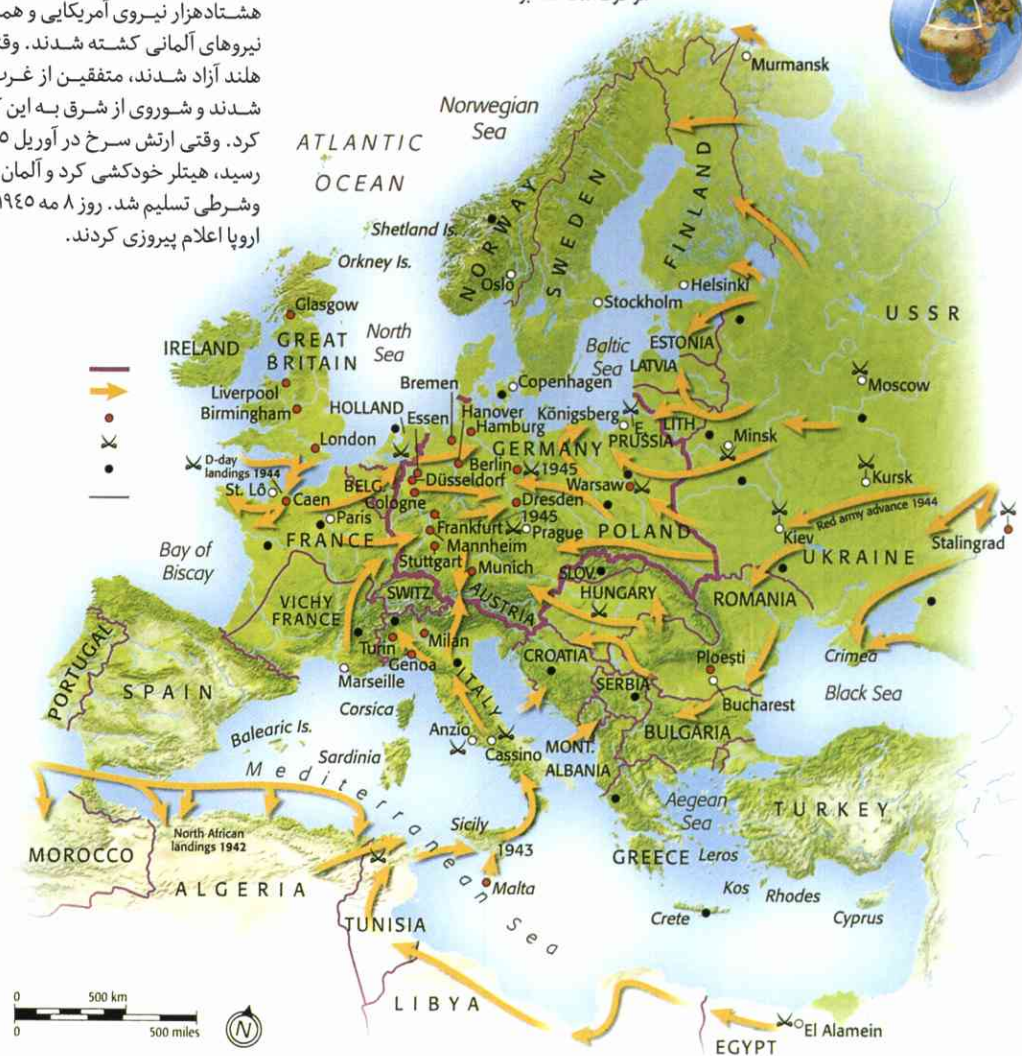 هشتادهزار نیروی آمریکایی و
نیروهای آلمانی کشته شدند.
هلند آزاد شدند، متفقین از غرب
شدند و شوروی از شرق به این
کرد. وقتی ارتش سرخ در آوریل
رسید، هیتلر خودکشی کرد و آلمان
وشرطی تسلیم شد. روز ۸ مه ۱۹٤٥
اروپا اعلام پیروزی کردند.
Murmansk
Norwegian
Sea
ATLANTIC
OCEAN
Shetland Is.
Orkney Is.
NORWAY
SWEDEN
FINLAND
Oslo
Helsinki
Stockholm
USSR
Glasgow
North
Sea
IRELAND
GREAT
BRITAIN
Baltic
Sea
ESTONIA
LATVIA
Moscow
Liverpool
Birmingham
Bremen
Copenhagen
HOLLAND
Essen
Hanover
Hamburg
Königsberg
E.
PRUSSIA
LITH.
Minsk
London
GERMANY
D-day
landings 1944
Berlin
1945
Kursk
St. Lô
Caen
BELG.
Düsseldorf
Cologne
Warsaw
Dresden
1945
Red army advance 1944
Paris
Frankfurt
Prague
POLAND
Kiev
Stalingrad
FRANCE
Mannheim
UKRAINE
Bay of
Biscay
Stuttgart
Munich
SLOV.
HUNGARY
SWITZ.
AUSTRIA
ROMANIA
VICHY
FRANCE
Turin
Milan
Genoa
CROATIA
Ploesti
Crimea
Marseille
SERBIA
Bucharest
Black Sea
PORTUGAL
SPAIN
Corsica
ITALY
BULGARIA
Balearic Is.
Anzio
Cassino
MONT.
ALBANIA
Sardinia
Mediterranean Sea
Aegean
Sea
TURKEY
North African
landings 1942
Sicily
1943
MOROCCO
GREECE
Leros
ALGERIA
Malta
Kos
Rhodes
Crete
Cyprus
TUNISIA
0 500 km
0 500 miles
N
LIBYA
El Alamein
EGYPT